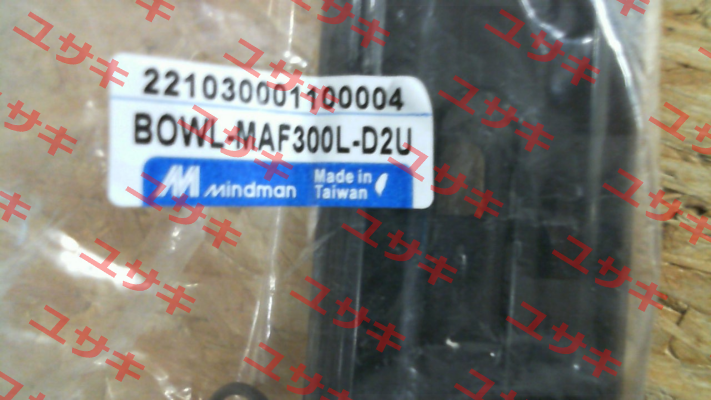 221030001100004
BOWL-MAF300L-D2U
mindman
Made in
Taiwan
ユサキ